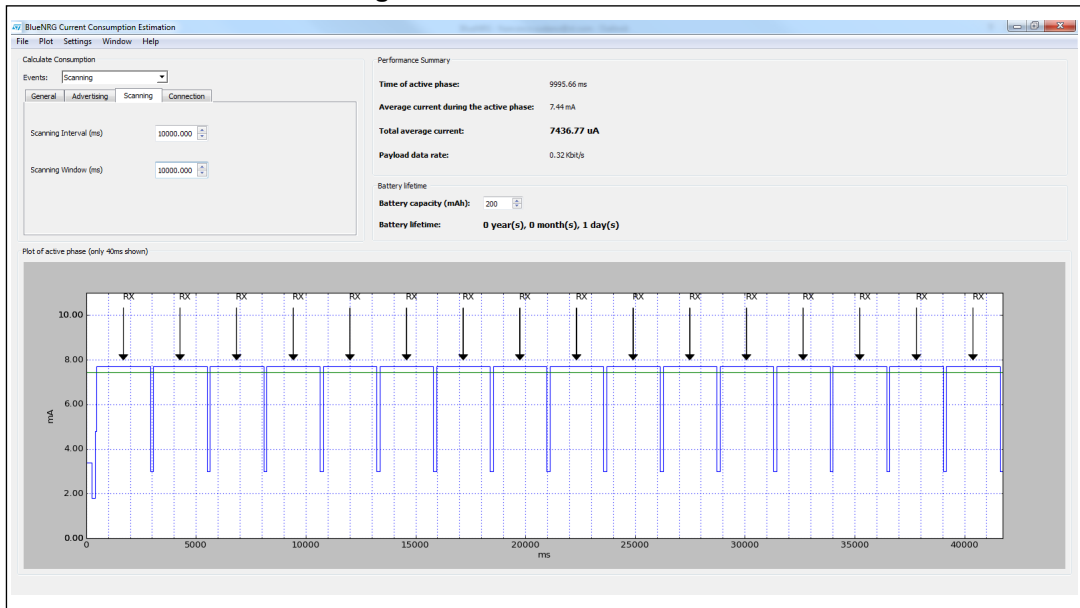 BlueNRG Current Consumption Estimation
File Plot Settings Window Help
Calculate Consumption
Events: Scanning
General Advertising Scanning Connection
Scanning Interval (ms) 10000.000
Scanning Window (ms) 10000.000
Performance Summary
Time of active phase: 9995.66 ms
Average current during the active phase: 7.44 mA
Total average current: 7436.77 uA
Payload data rate: 0.32 Kbit/s
Battery lifetime
Battery capacity (mAh): 200
Battery lifetime: 0 year(s), 0 month(s), 1 day(s)
Plot of active phase (only 40ms shown)
RX RX RX RX RX RX RX RX RX RX RX RX RX RX RX RX
10.00
8.00
6.00
mA
4.00
2.00
0.00
0 5000 10000 15000 20000 25000 30000 35000 40000
ms